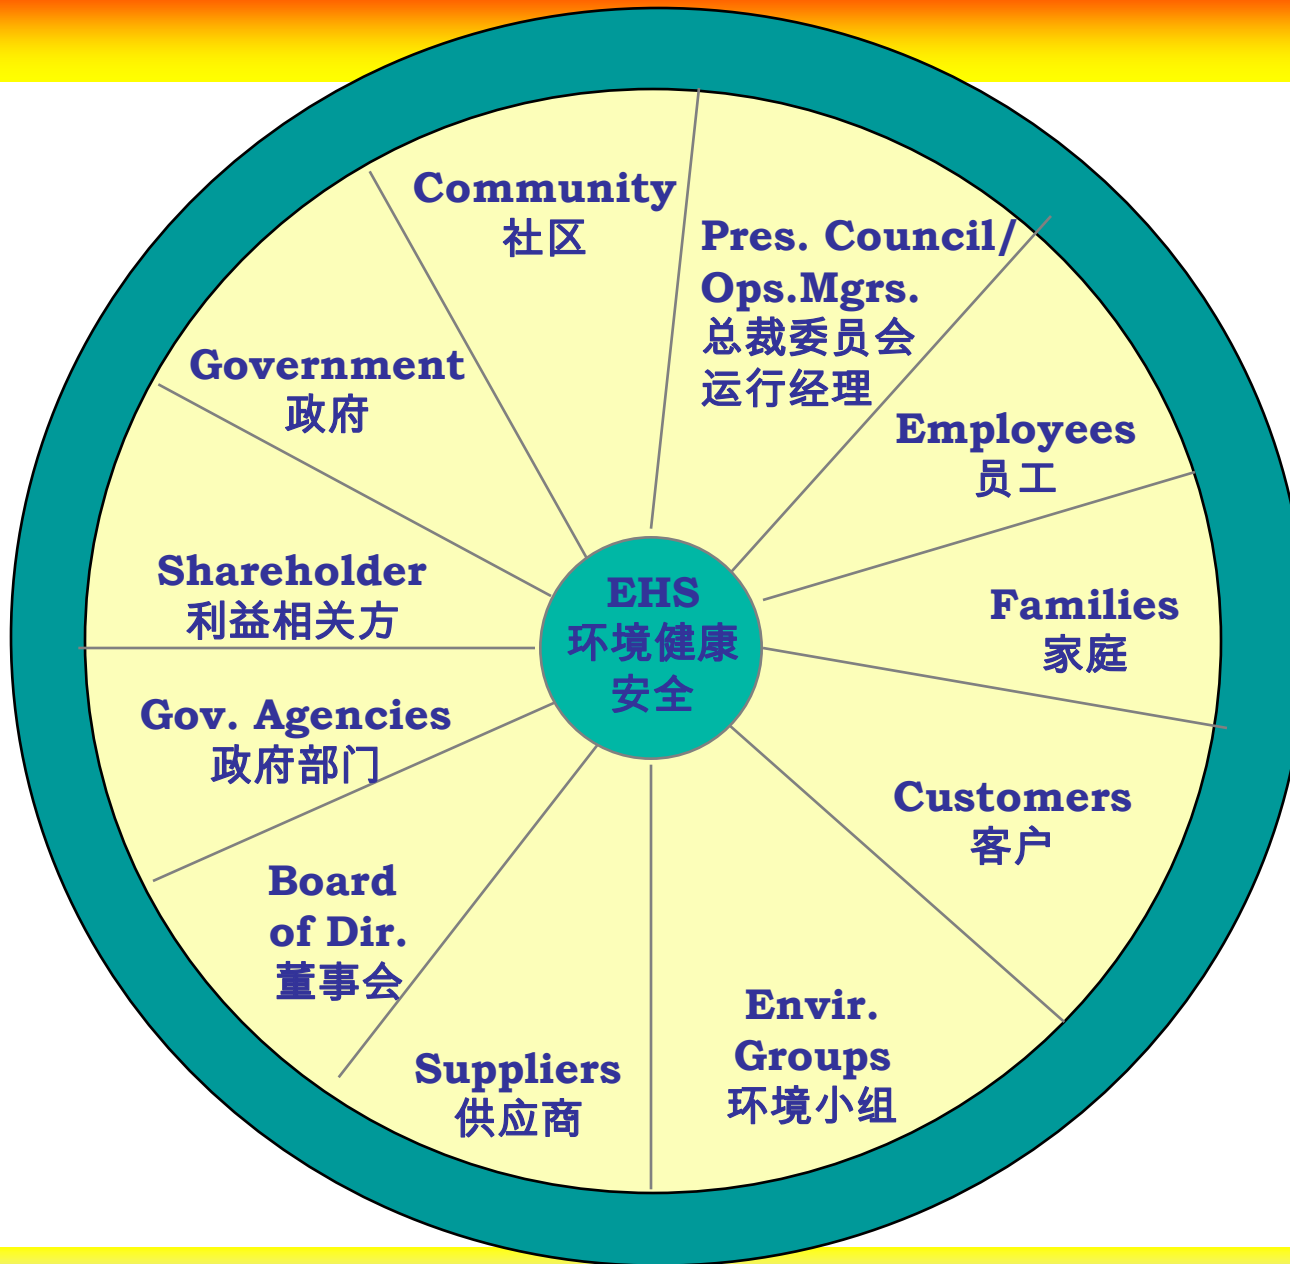 Community
社区
Pres. Council/
Ops.Mgrs.
总裁委员会
运行经理
Government
政府
Employees
员工
Shareholder
利益相关方
EHS
环境健康
安全
Families
家庭
Gov. Agencies
政府部门
Customers
客户
Board
of Dir.
董事会
Suppliers
供应商
Envir.
Groups
环境小组